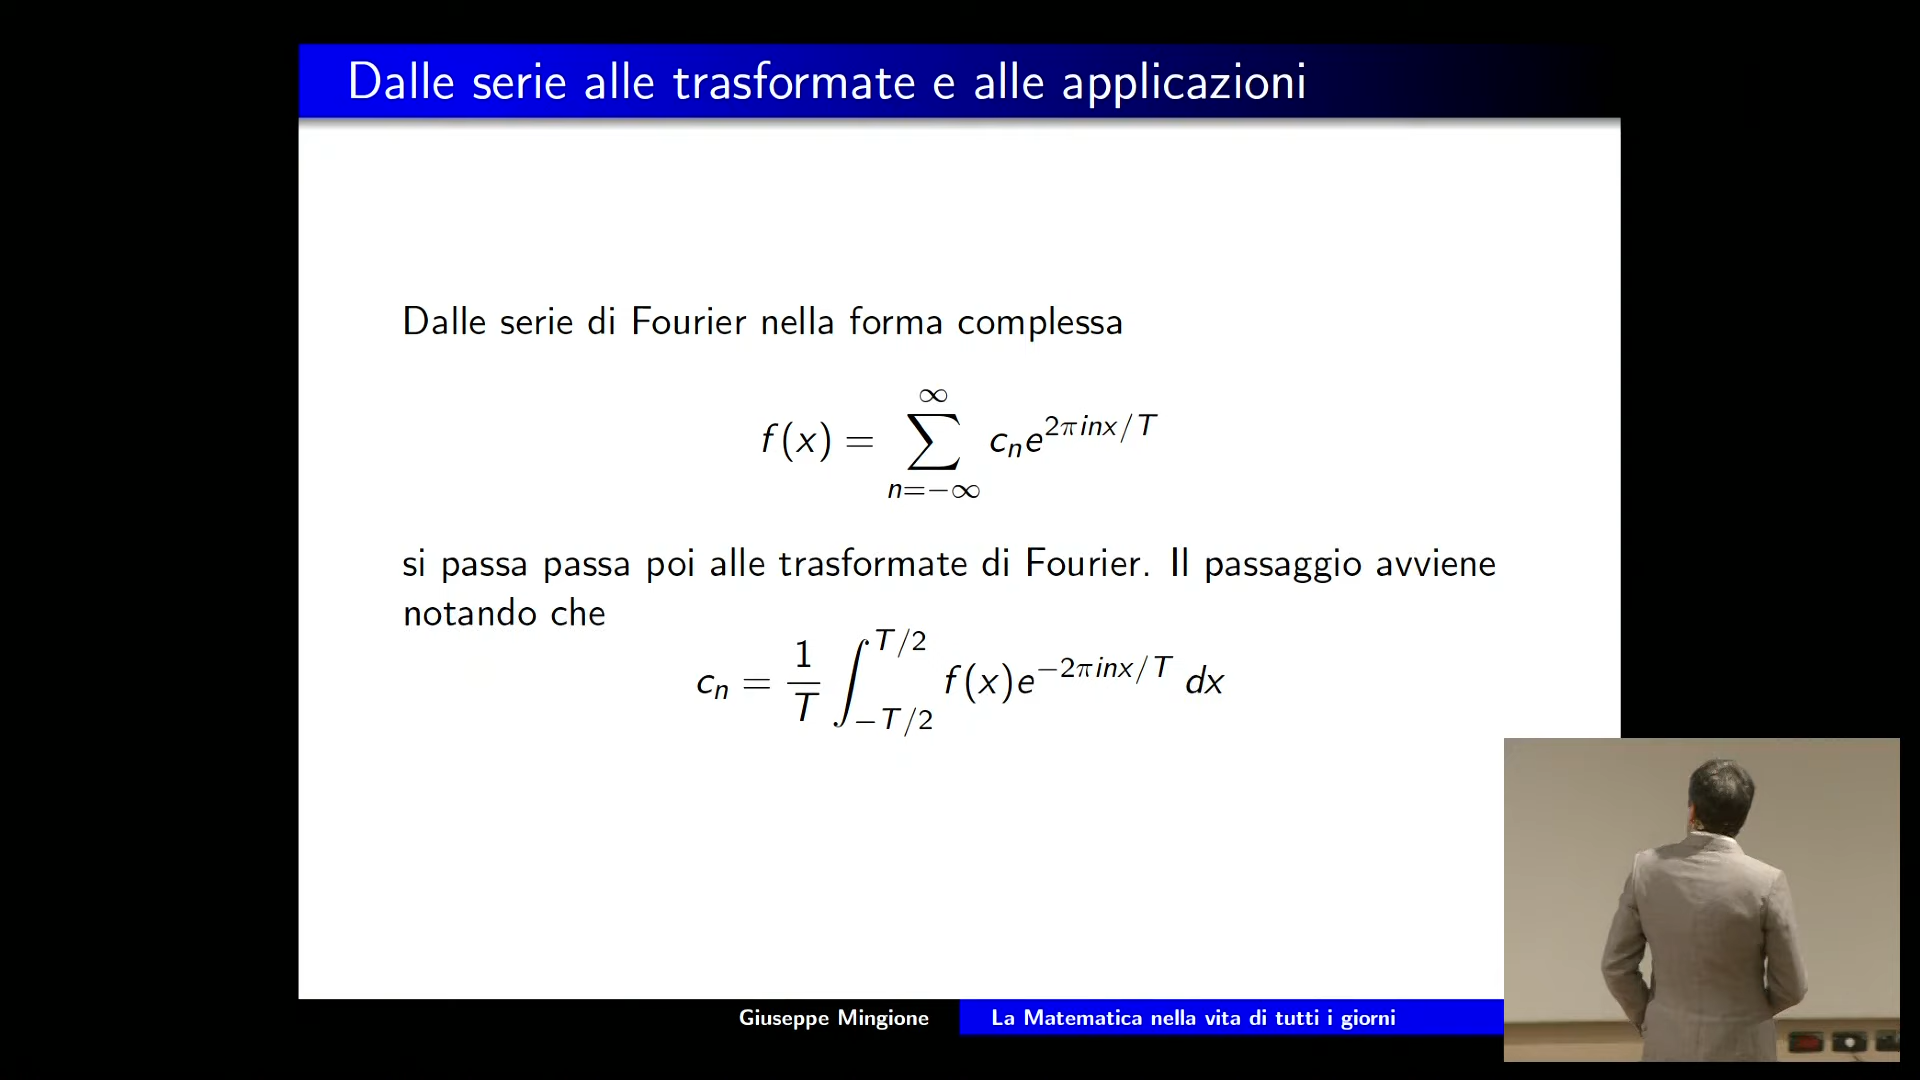 Dalle serie alle trasformate e alle applicazioni
Dalle serie di Fourier nella forma complessa
f(x) = ∑_{n=−∞}^{∞} c_n e^{2πinx/T}
si passa passa poi alle trasformate di Fourier. Il passaggio avviene
notando che
c_n = \frac{1}{T} ∫_{−T/2}^{T/2} f(x)e^{−2πinx/T} dx
Giuseppe Mingione
La Matematica nella vita di tutti i giorni